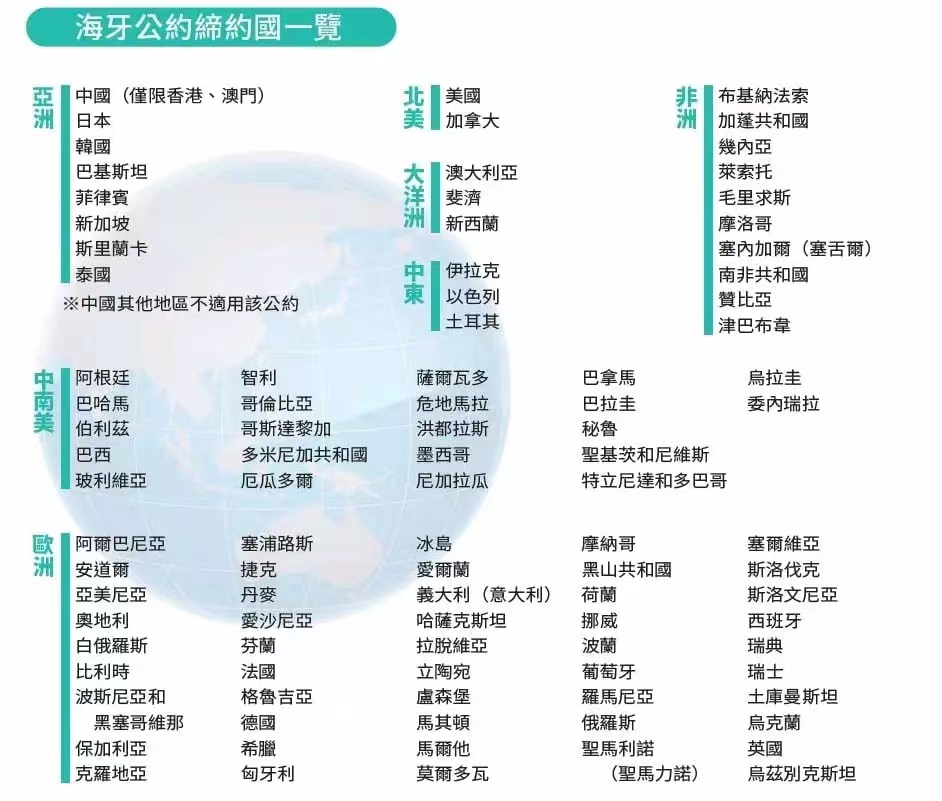 海牙公約締約國一覽
亞洲
中國（僅限香港、澳門）
日本
韓國
巴基斯坦
菲律賓
新加坡
斯里蘭卡
泰國
※中國其他地區不適用該公約
北美
美國
加拿大
大洋洲
澳大利亞
斐濟
新西蘭
中東
伊拉克
以色列
土耳其
非洲
布基納法索
加蓬共和國
幾內亞
萊索托
毛里求斯
摩洛哥
塞內加爾（塞舌爾）
南非共和國
贊比亞
津巴布韋
中南美
阿根廷
巴哈馬
伯利茲
巴西
玻利維亞
智利
哥倫比亞
哥斯達黎加
多米尼加共和國
厄瓜多爾
薩爾瓦多
危地馬拉
洪都拉斯
墨西哥
尼加拉瓜
巴拿馬
巴拉圭
秘魯
聖基茨和尼維斯
特立尼達和多巴哥
烏拉圭
委內瑞拉
歐洲
阿爾巴尼亞
安道爾
亞美尼亞
奧地利
白俄羅斯
比利時
波斯尼亞和
黑塞哥維那
保加利亞
克羅地亞
塞浦路斯
捷克
丹麥
愛沙尼亞
芬蘭
法國
格魯吉亞
德國
希臘
匈牙利
冰島
愛爾蘭
義大利（意大利）
哈薩克斯坦
拉脫維亞
立陶宛
盧森堡
馬其頓
馬爾他
莫爾多瓦
摩納哥
黑山共和國
荷蘭
挪威
波蘭
葡萄牙
羅馬尼亞
俄羅斯
聖馬利諾
（聖馬力諾）
塞爾維亞
斯洛伐克
斯洛文尼亞
西班牙
瑞典
瑞士
土庫曼斯坦
烏克蘭
英國
烏茲別克斯坦